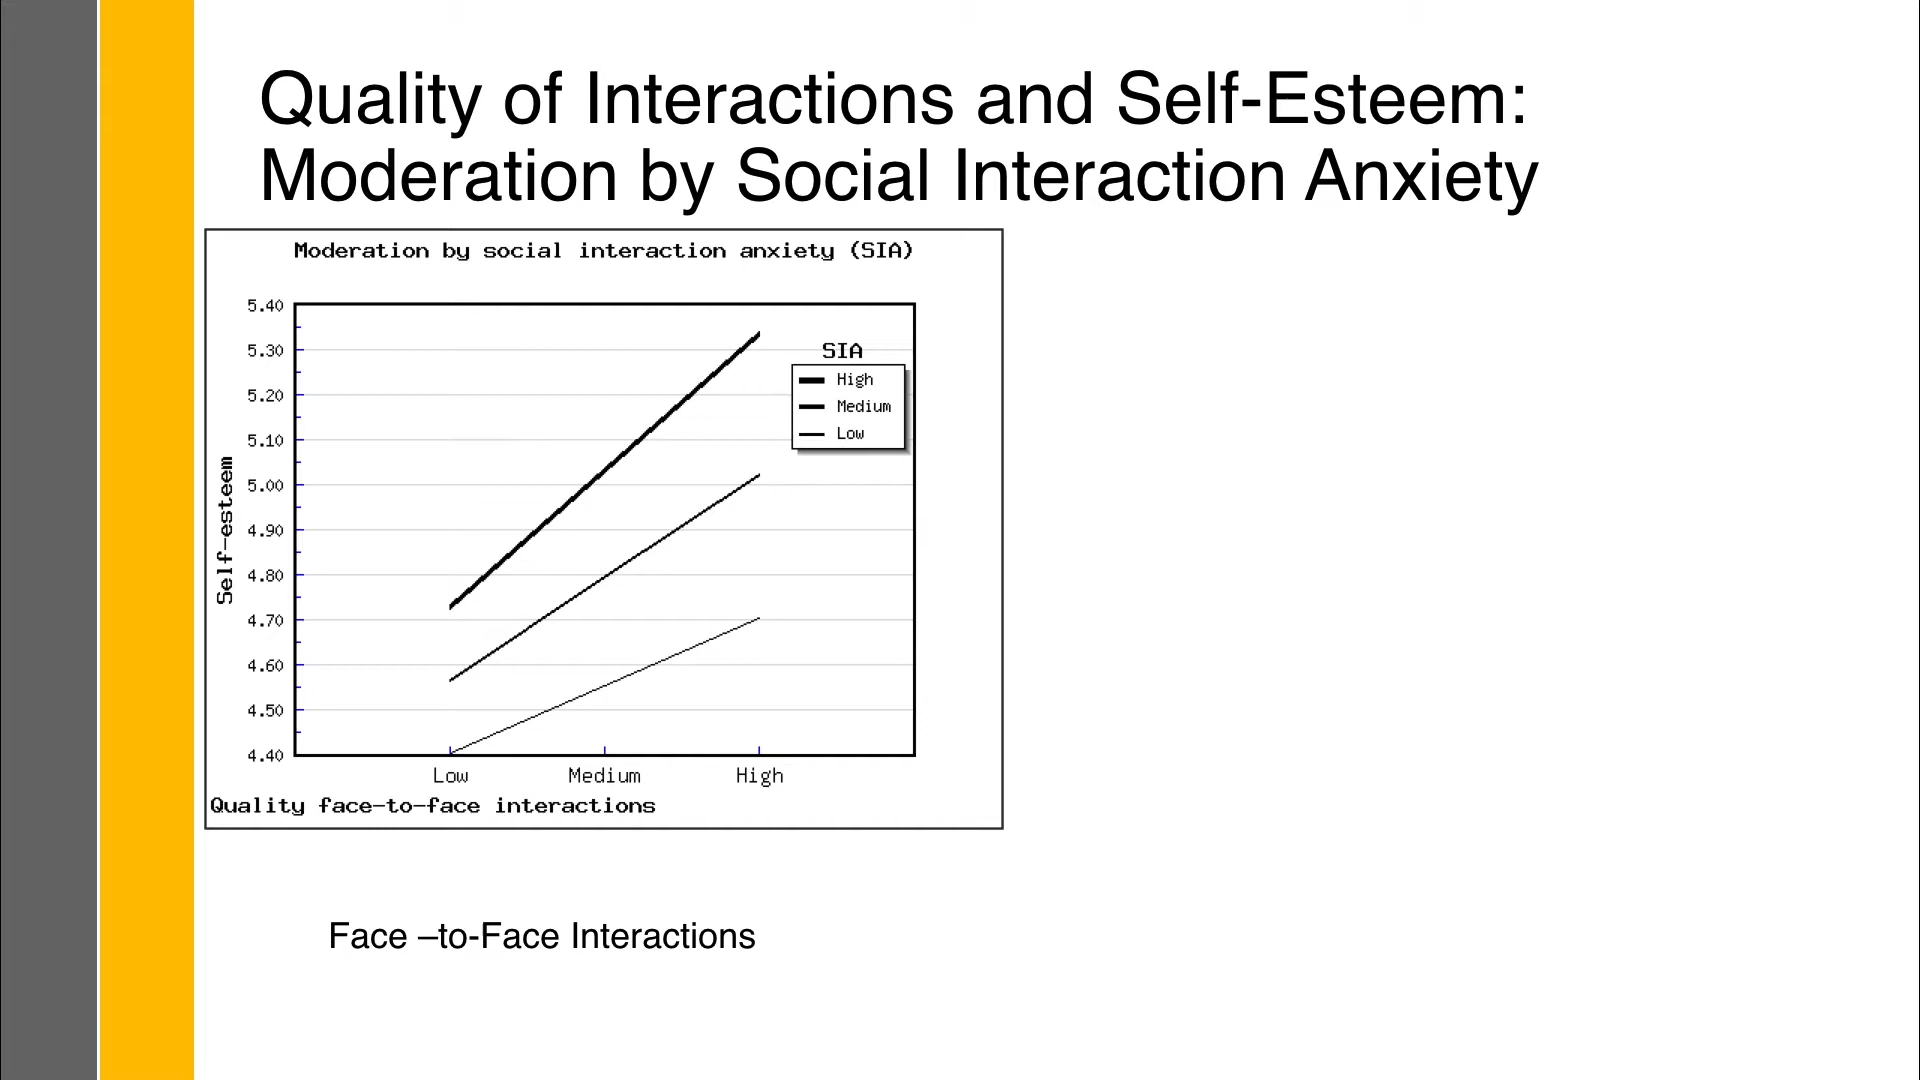 Quality of Interactions and Self-Esteem:
Moderation by Social Interaction Anxiety
Moderation by social interaction anxiety (SIA)
5.40
5.30
5.20
5.10
5.00
4.90
4.80
4.70
4.60
4.50
4.40
Self-esteem
SIA
High
Medium
Low
Low Medium High
Quality face-to-face interactions
Face –to-Face Interactions